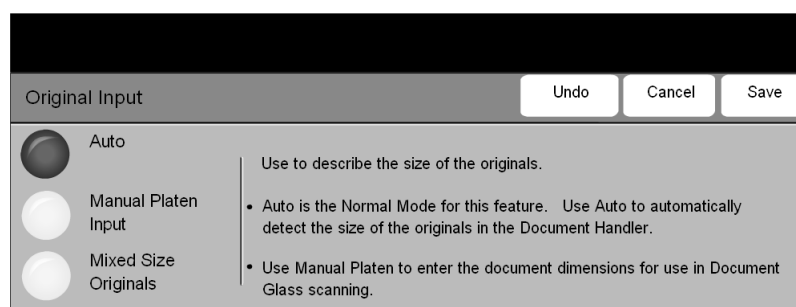 Original Input
Undo
Cancel
Save
Auto
Manual Platen
Input
Mixed Size
Originals
Use to describe the size of the originals.
• Auto is the Normal Mode for this feature. Use Auto to automatically
detect the size of the originals in the Document Handler.
• Use Manual Platen to enter the document dimensions for use in Document
Glass scanning.